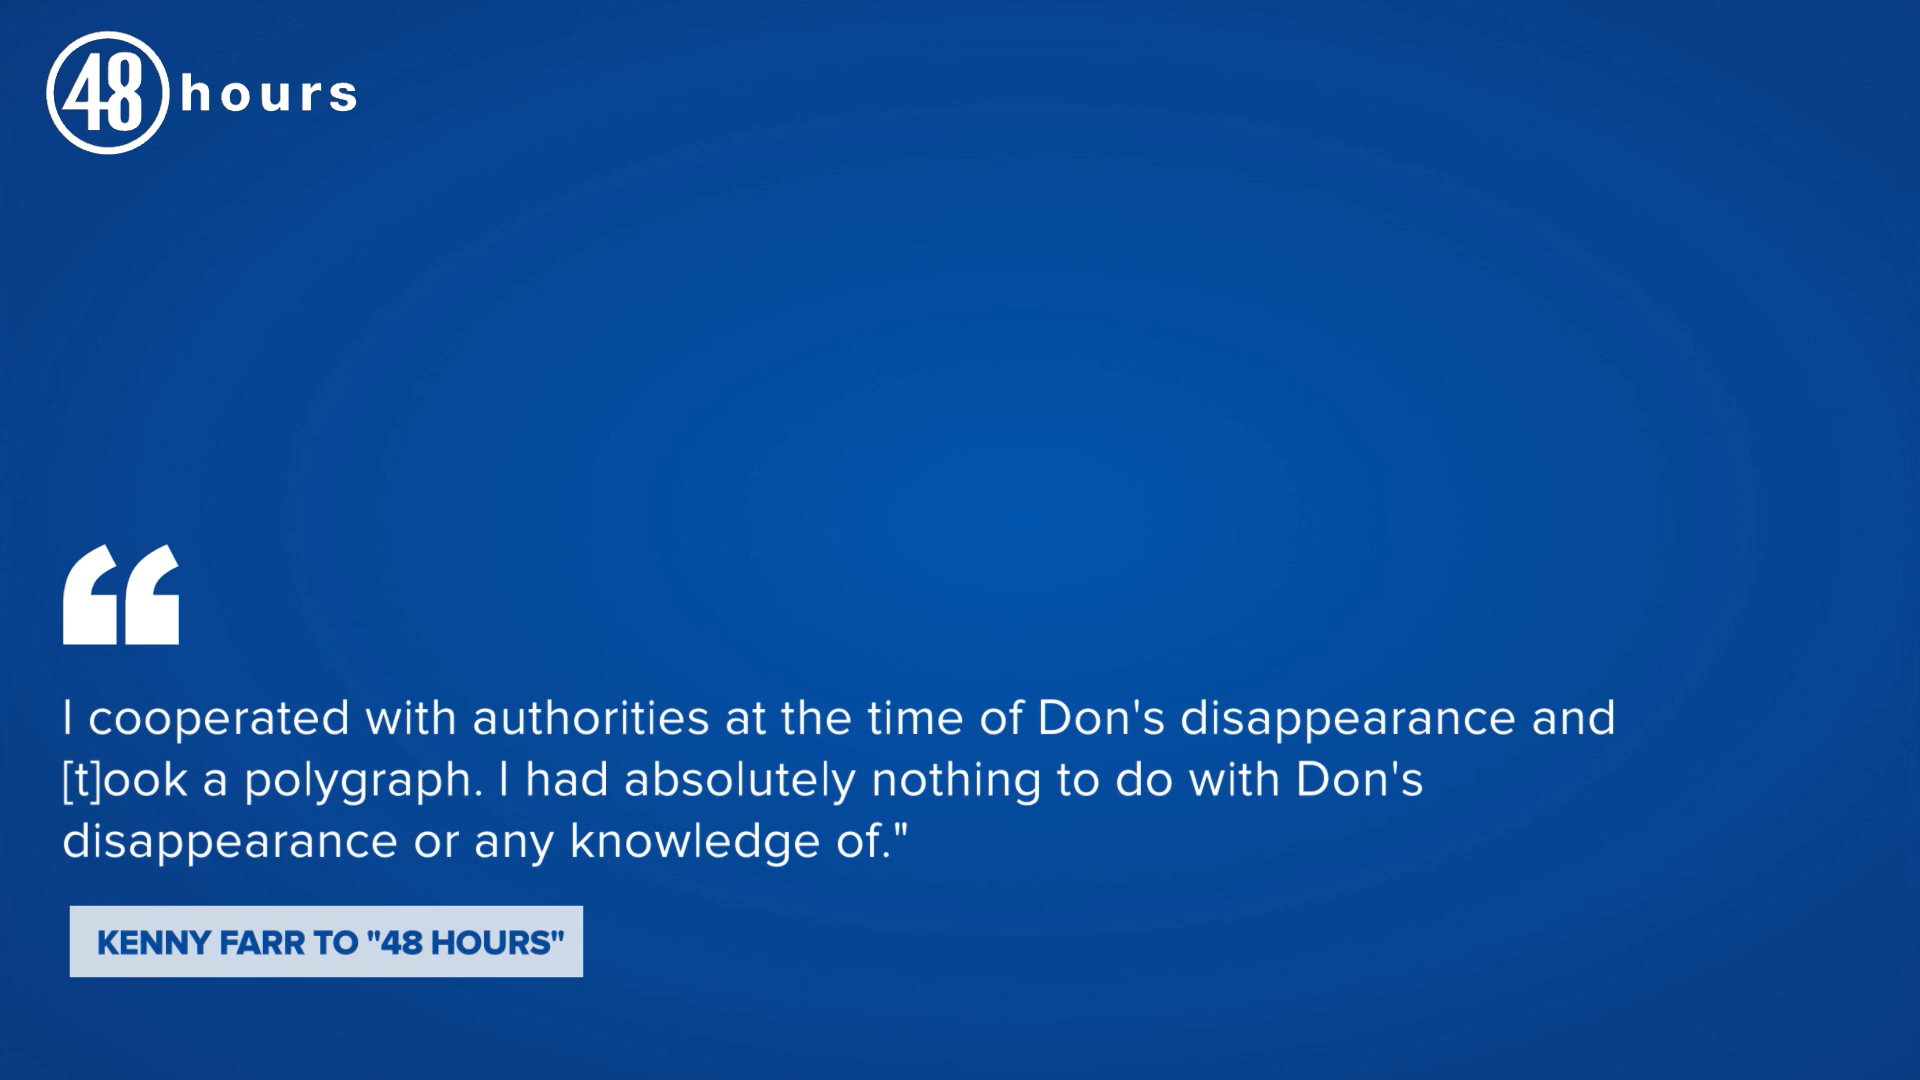 48 hours
“
I cooperated with authorities at the time of Don's disappearance and
[t]ook a polygraph. I had absolutely nothing to do with Don's
disappearance or any knowledge of."
KENNY FARR TO "48 HOURS"